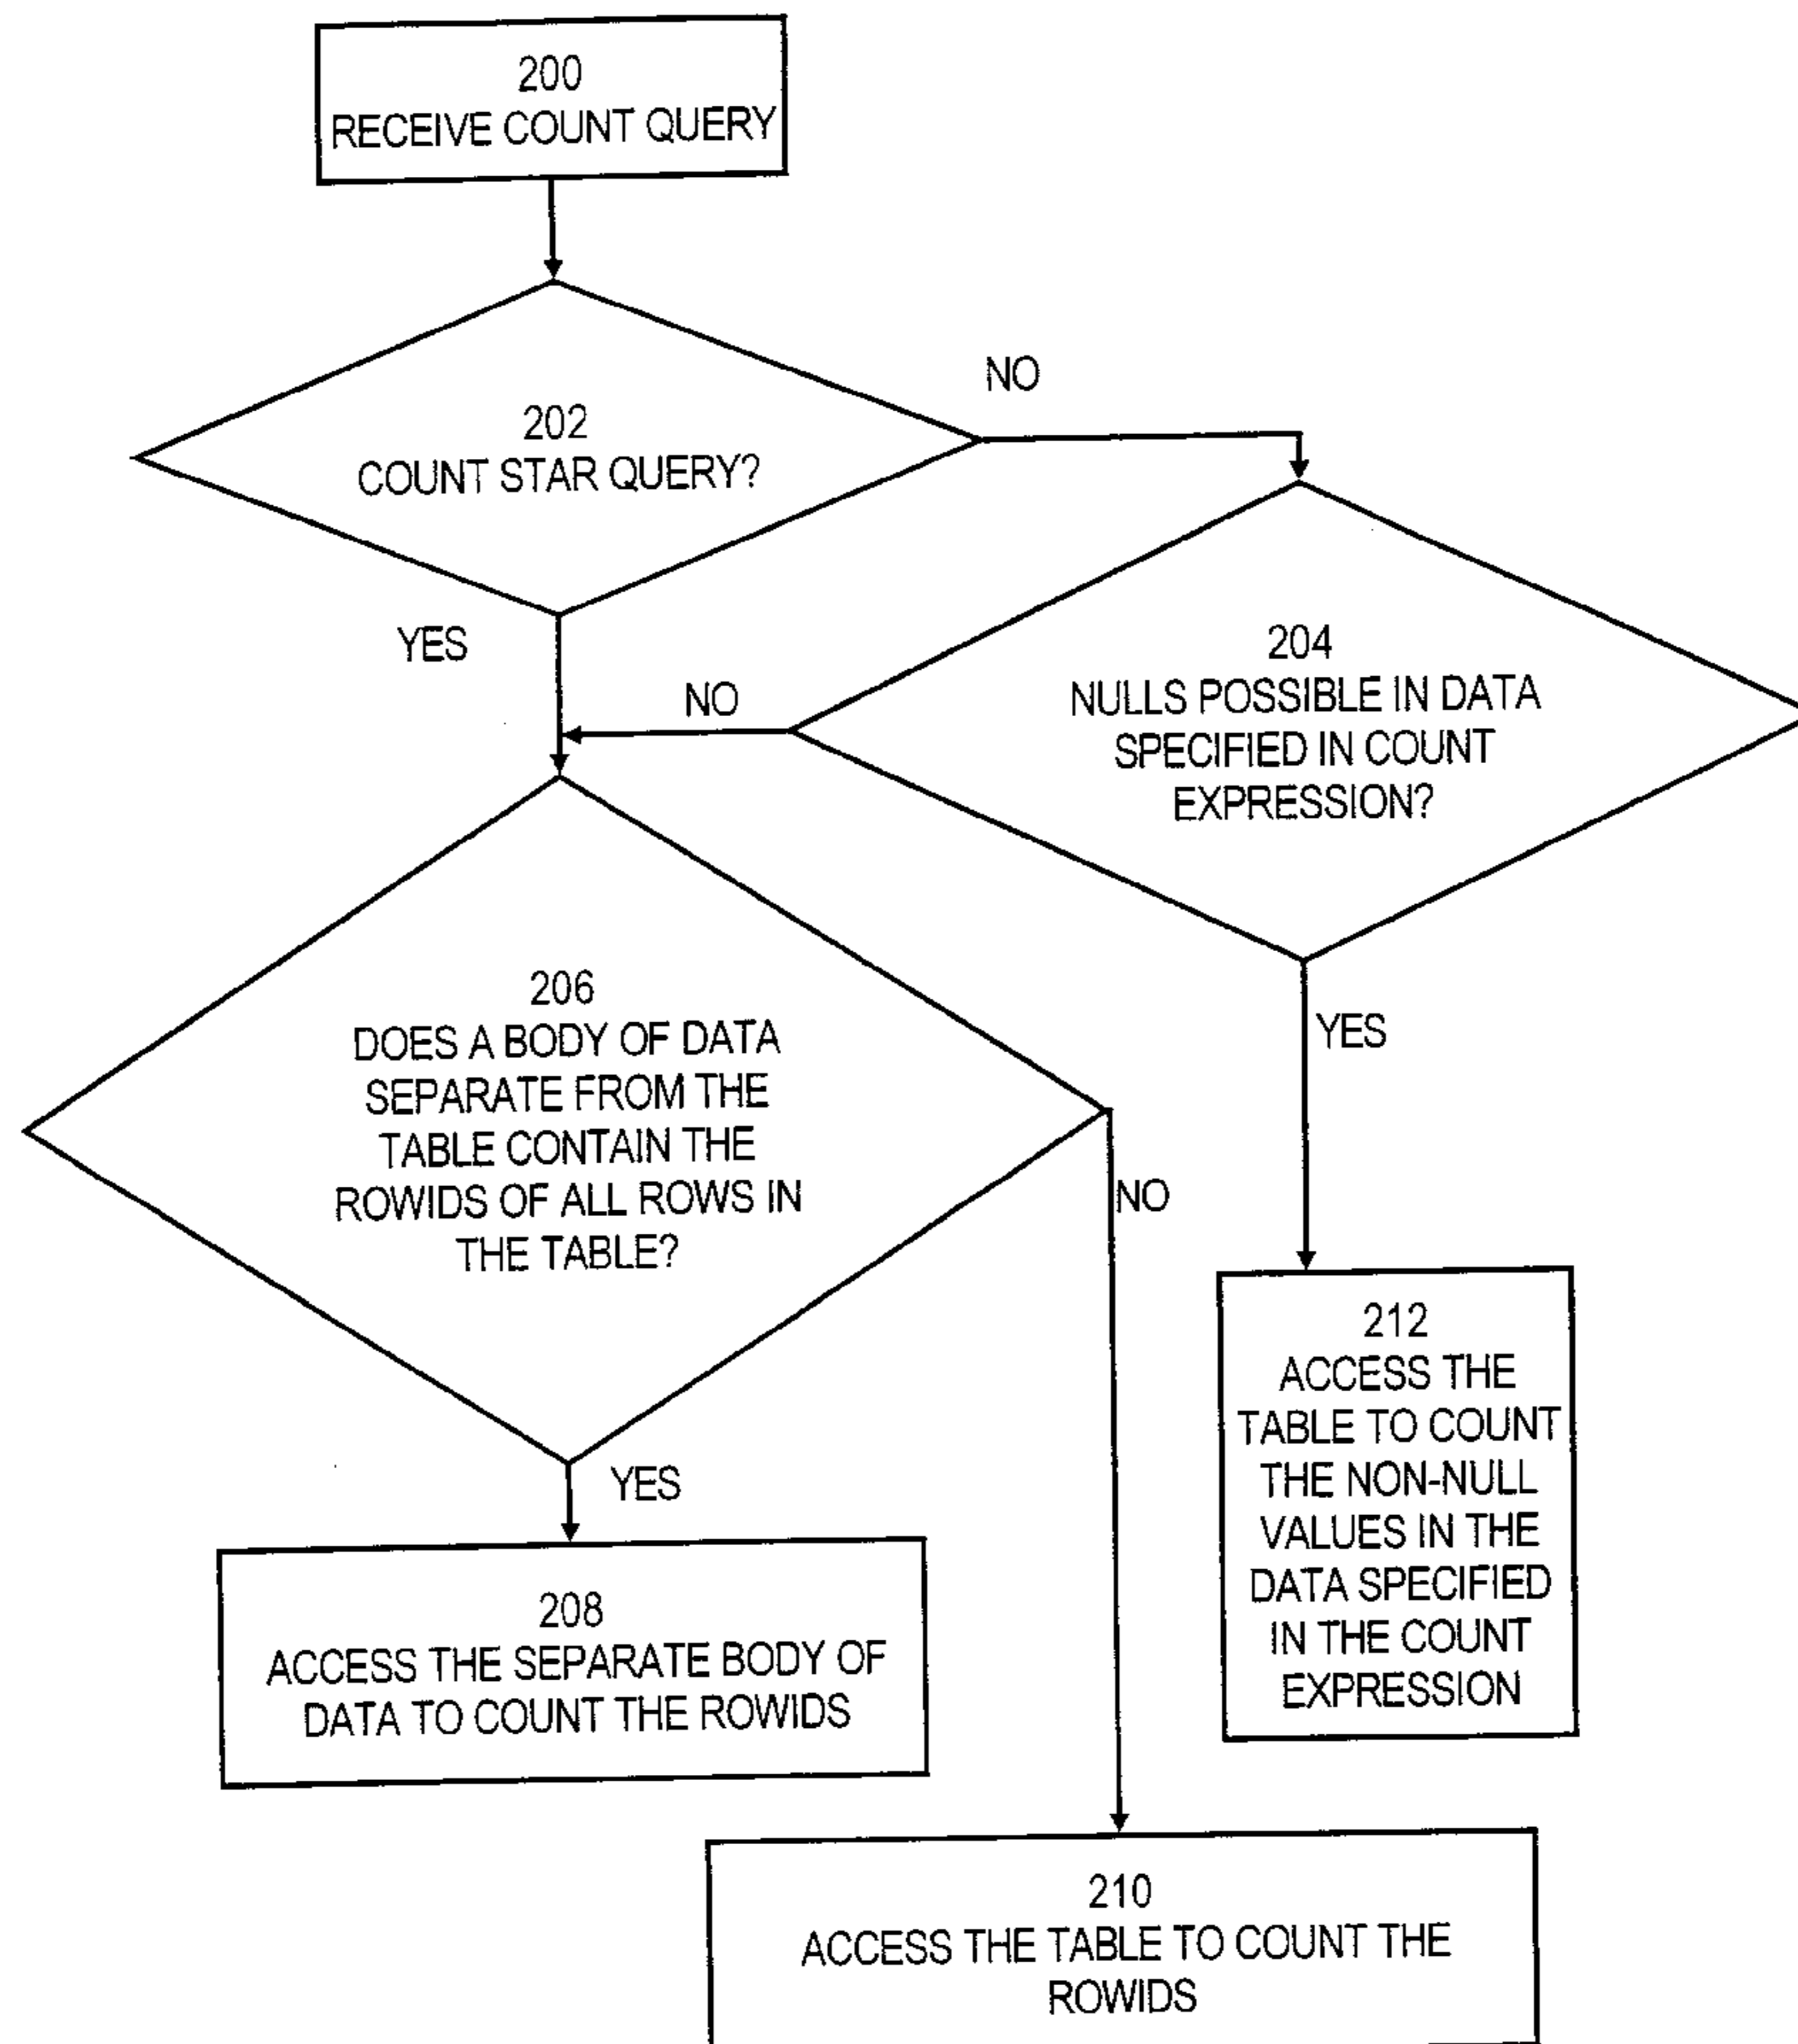 200
RECEIVE COUNT QUERY
NO
202
COUNT STAR QUERY?
YES
204
NULLS POSSIBLE IN DATA
SPECIFIED IN COUNT
EXPRESSION?
NO
YES
206
DOES A BODY OF DATA
SEPARATE FROM THE
TABLE CONTAIN THE
ROWIDS OF ALL ROWS IN
THE TABLE?
NO
YES
212
ACCESS THE
TABLE TO COUNT
THE NON-NULL
VALUES IN THE
DATA SPECIFIED
IN THE COUNT
EXPRESSION
208
ACCESS THE SEPARATE BODY OF
DATA TO COUNT THE ROWIDS
210
ACCESS THE TABLE TO COUNT THE
ROWIDS